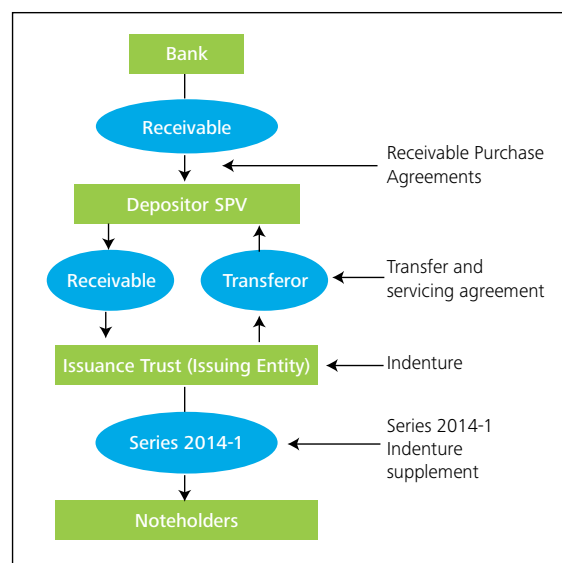 Bank
Receivable
Receivable Purchase
Agreements
Depositor SPV
Receivable
Transferor
Transfer and
servicing agreement
Issuance Trust (Issuing Entity)
Indenture
Series 2014-1
Series 2014-1
Indenture
supplement
Noteholders